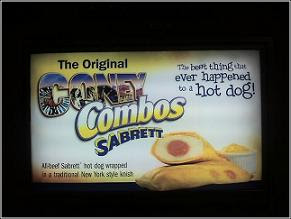 The Original
CONEY
Combos
SABRETT
All-beef Sabrett® hot dog wrapped
in a traditional New York style knish
The best thing that
ever happened
to a hot dog!